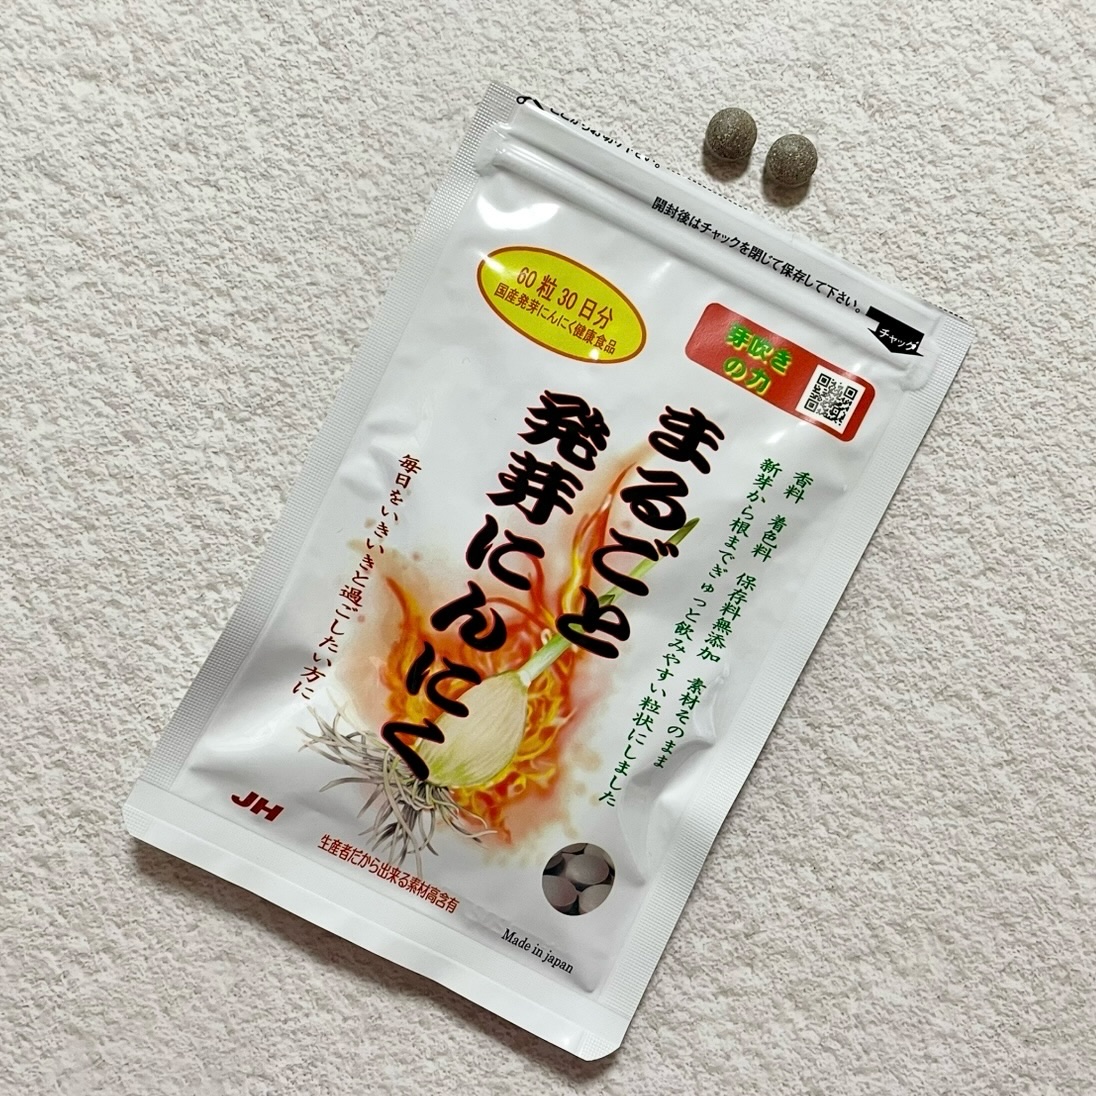 開封後はチャックを閉じて保存して下さい。
チャック
60粒30日分
国産発芽にんにく健康食品
芽吹き
の力
香料 着色料 保存料無添加 素材そのまま
新芽から根までぎゅっと飲みやすい粒状にしました
まるごと
発芽にんにく
毎日をいきいきと過ごしたい方に
JH
生産者だから出来る素材高含有
Made in japan